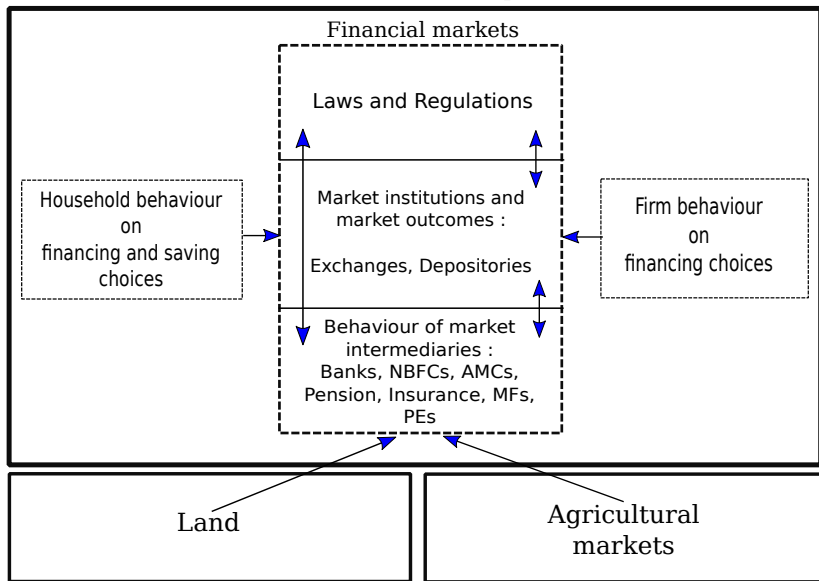 Financial markets
Laws and Regulations
Household behaviour
on
financing and saving
choices
Market institutions and
market outcomes :
Exchanges, Depositories
Firm behaviour
on
financing choices
Behaviour of market
intermediaries :
Banks, NBFCs, AMCs,
Pension, Insurance, MFs,
PEs
Land
Agricultural
markets